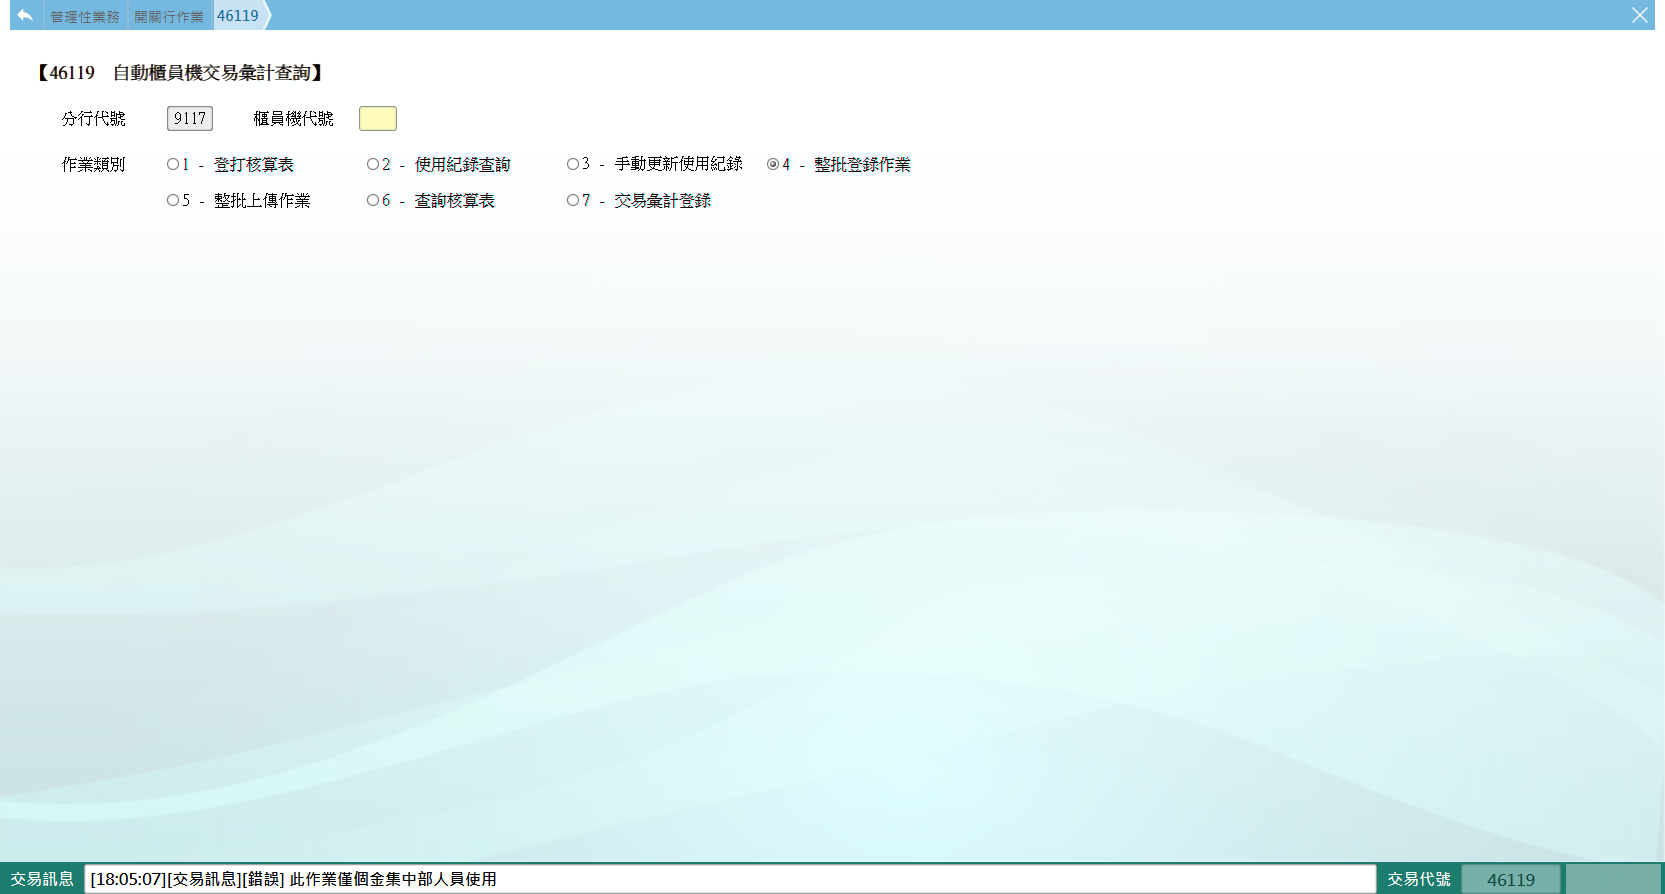 管理性業務 開關行作業 46119
【46119 自動櫃員機交易彙計查詢】
分行代號 9117 櫃員機代號
作業類別 1 - 登打核算表 2 - 使用紀錄查詢 3 - 手動更新使用紀錄 4 - 整批登錄作業
5 - 整批上傳作業 6 - 查詢核算表 7 - 交易彙計登錄
交易訊息 [18:05:07][交易訊息][錯誤] 此作業僅個金集中部人員使用 交易代號 46119